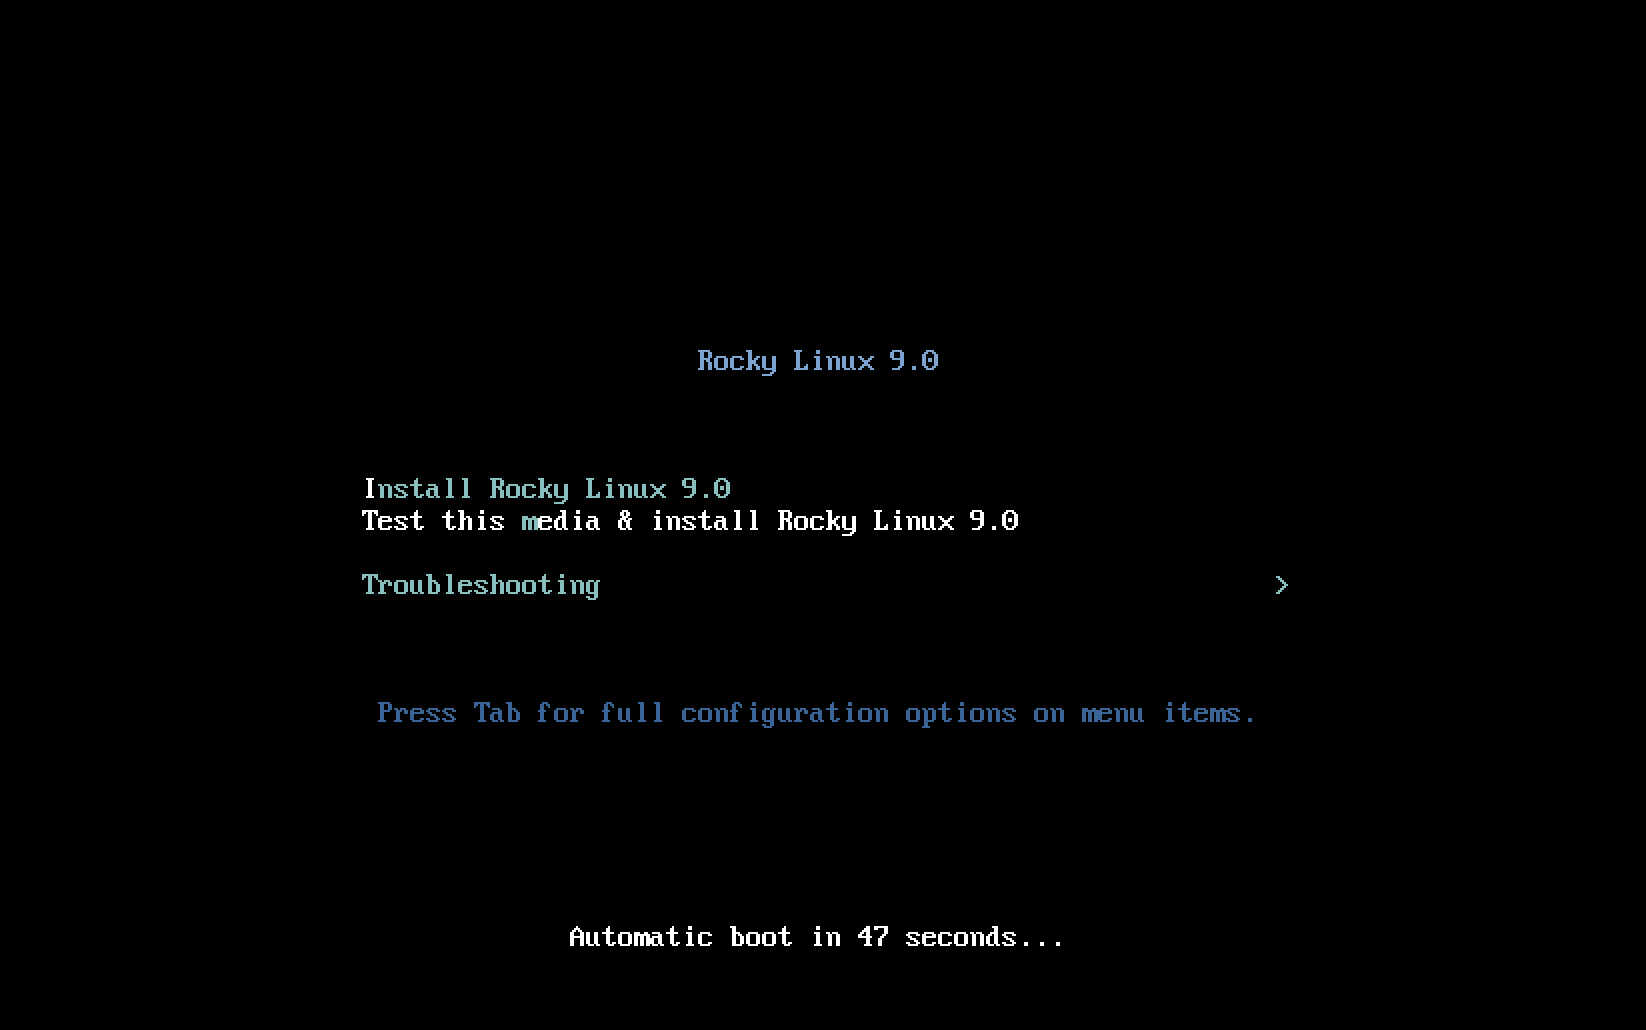 Rocky Linux 9.0
Install Rocky Linux 9.0
Test this media & install Rocky Linux 9.0
Troubleshooting >
Press Tab for full configuration options on menu items.
Automatic boot in 47 seconds...